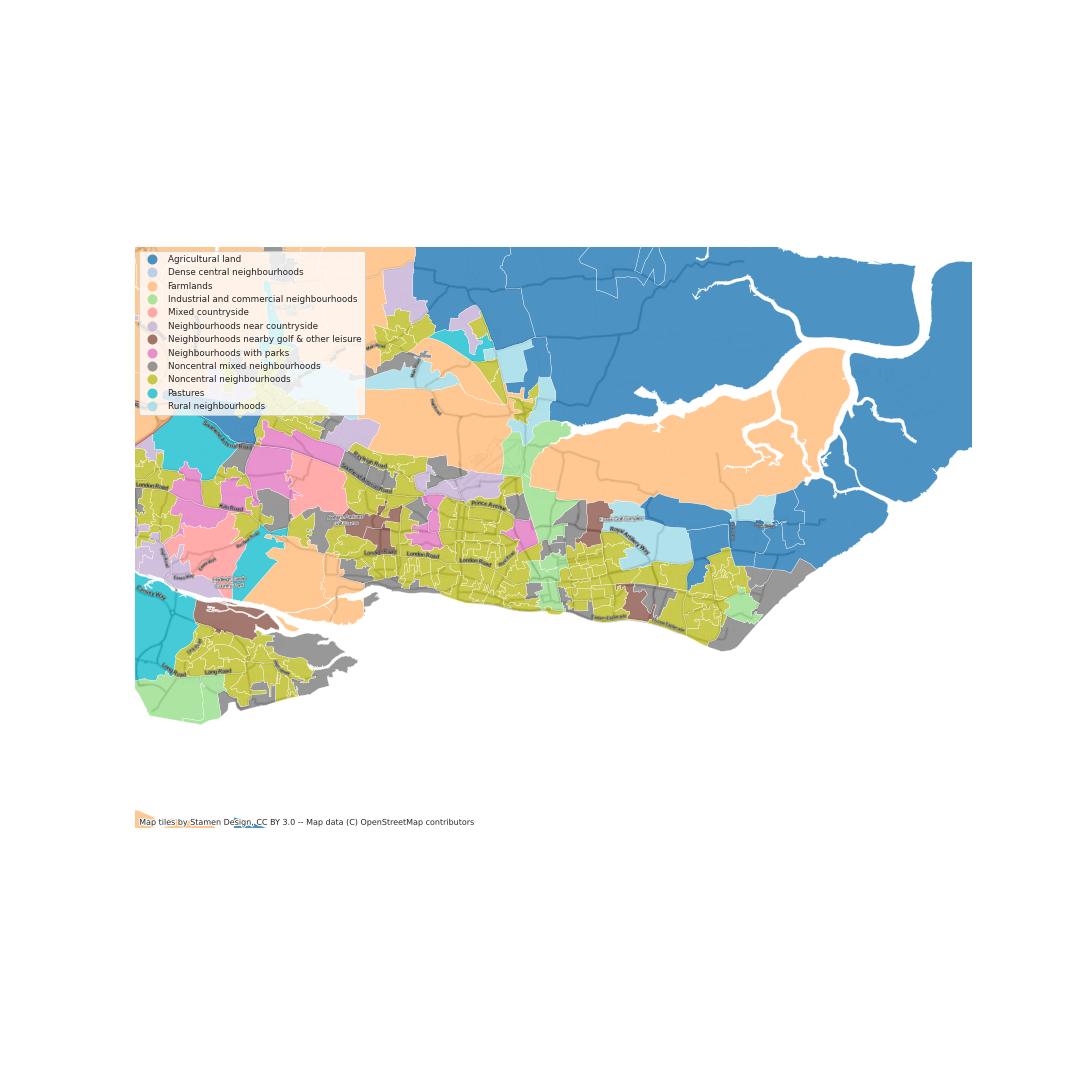 Agricultural land
Dense central neighbourhoods
Farmlands
Industrial and commercial neighbourhoods
Mixed countryside
Neighbourhoods near countryside
Neighbourhoods nearby golf & other leisure
Neighbourhoods with parks
Noncentral mixed neighbourhoods
Noncentral neighbourhoods
Pastures
Rural neighbourhoods
Rayleigh Road
London Road
Kiln Road
Prince Avenue
London Road
London Road
London Road
Royal Artillery Way
Canvey Way
Long Road
Long Road
Map tiles by Stamen Design, CC BY 3.0 -- Map data (C) OpenStreetMap contributors